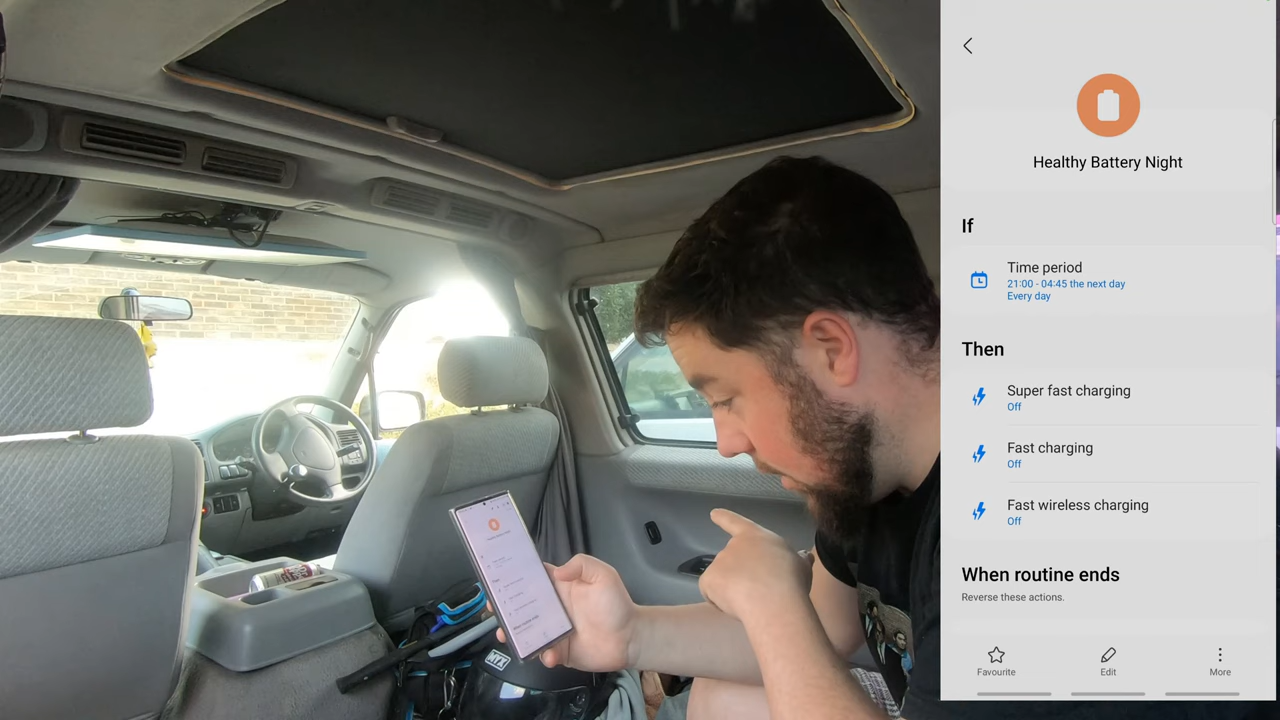 Healthy Battery Night
If
Time period
21:00 - 04:45 the next day
Every day
Then
Super fast charging
Off
Fast charging
Off
Fast wireless charging
Off
When routine ends
Reverse these actions.
Favourite
Edit
More
MYX